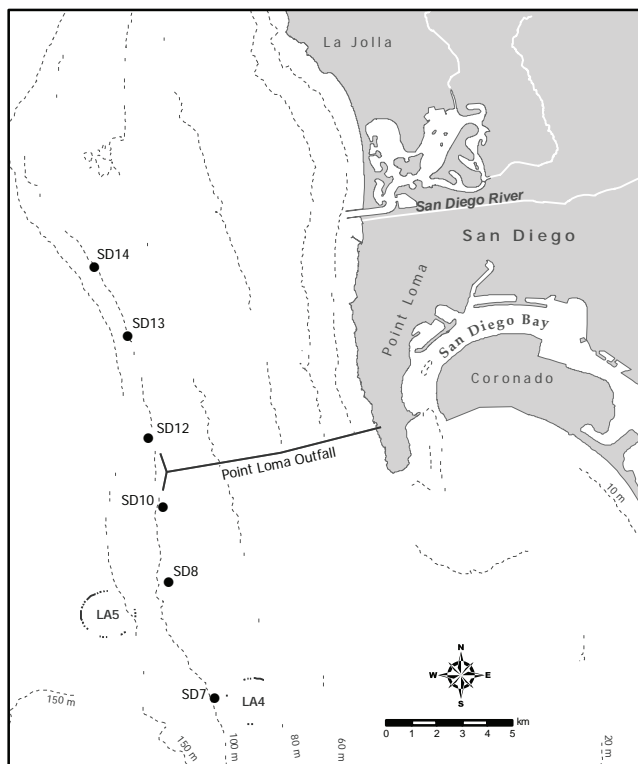 La Jolla
San Diego River
San Diego
SD14
Point Loma
SD13
San Diego Bay
Coronado
SD12
Point Loma Outfall
SD10
10 m
SD8
LA5
N
W E
S
SD7
LA4
150 m
150 m
100 m
80 m
60 m
20 m
km
0 1 2 3 4 5